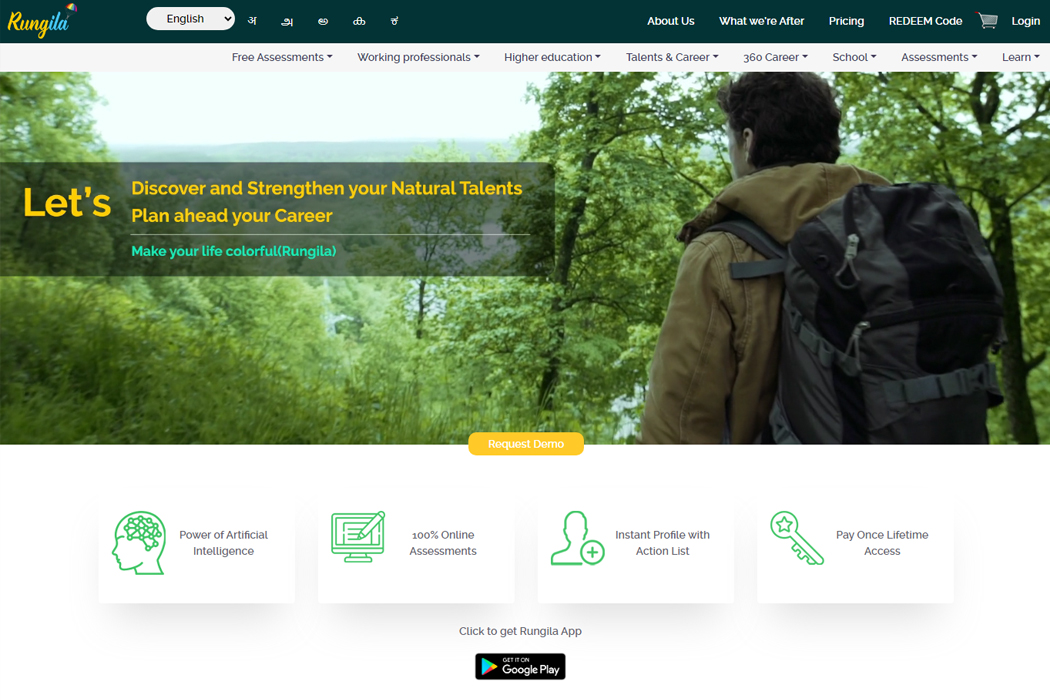 Rungila
English
अ
அ
అ
ക
ಕ
About Us
What we're After
Pricing
REDEEM Code
Login
Free Assessments
Working professionals
Higher education
Talents & Career
360 Career
School
Assessments
Learn
Let's
Discover and Strengthen your Natural Talents
Plan ahead your Career
Make your life colorful(Rungila)
Request Demo
Power of Artificial
Intelligence
100% Online
Assessments
Instant Profile with
Action List
Pay Once Lifetime
Access
Click to get Rungila App
GET IT ON
Google Play